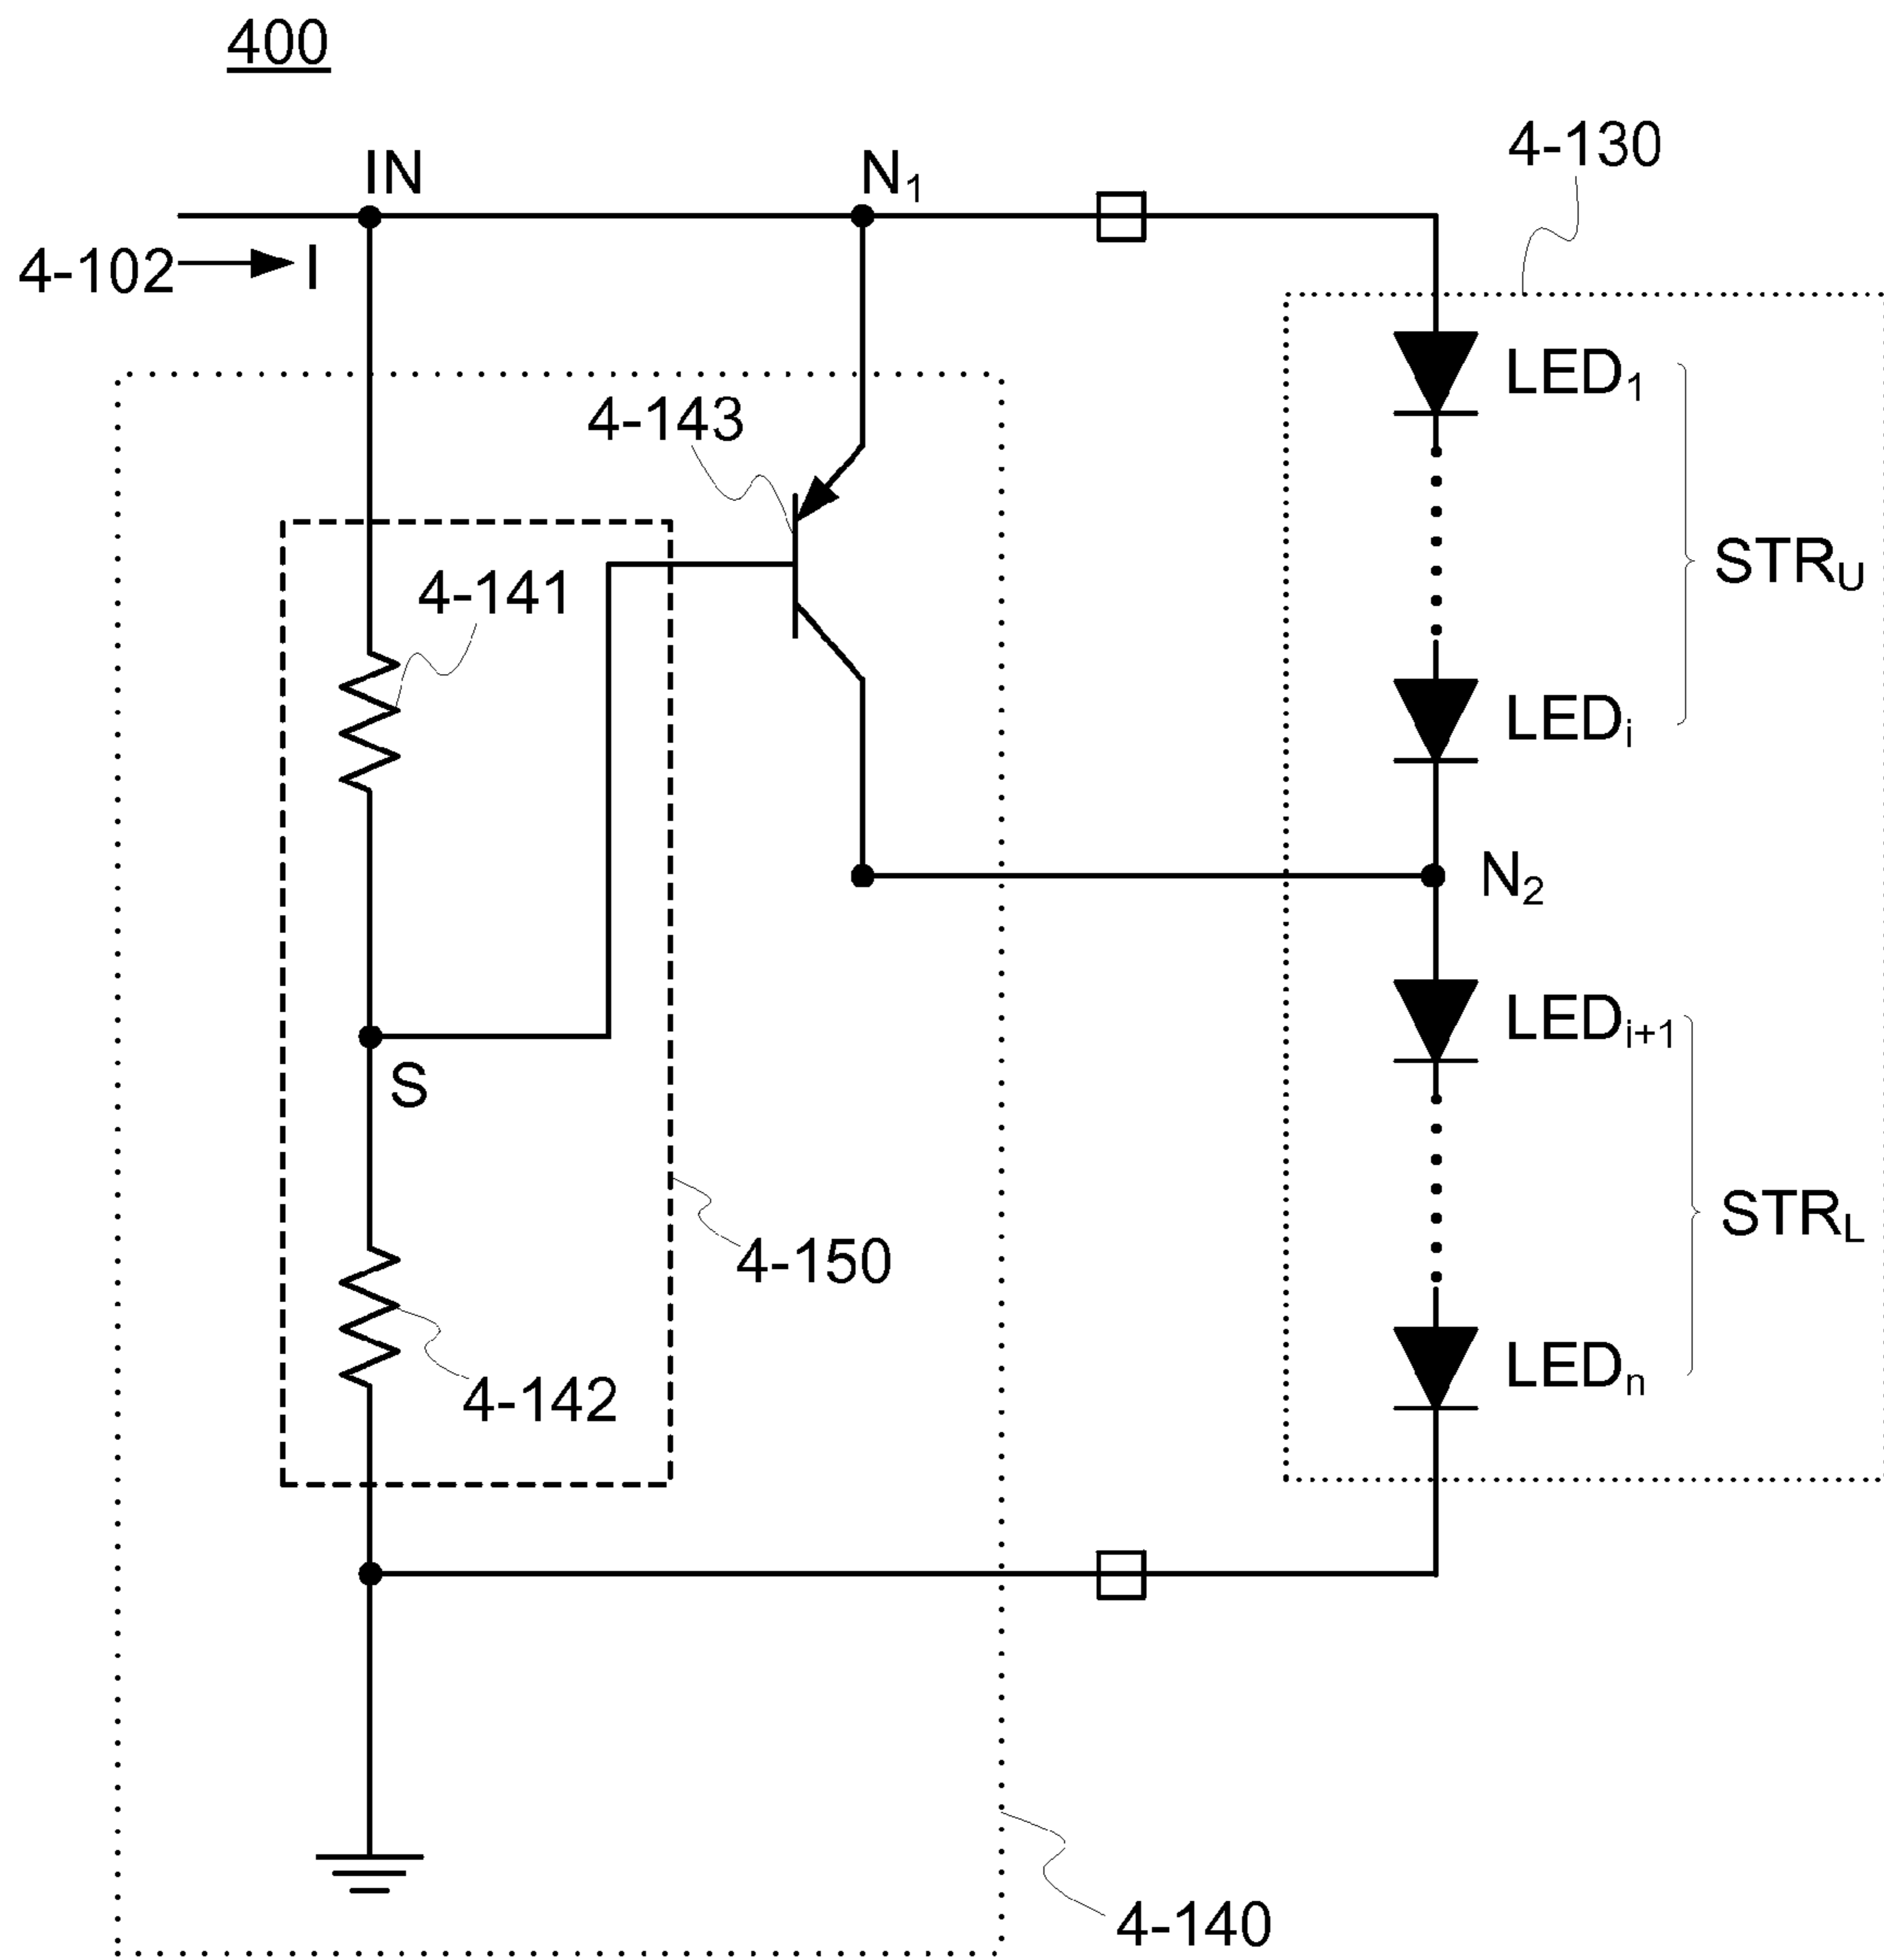 400
4-130
IN
N₁
4-102
I
LED₁
4-143
STRᵤ
4-141
LEDᵢ
N₂
LEDᵢ₊₁
S
STR_L
4-150
LEDₙ
4-142
4-140